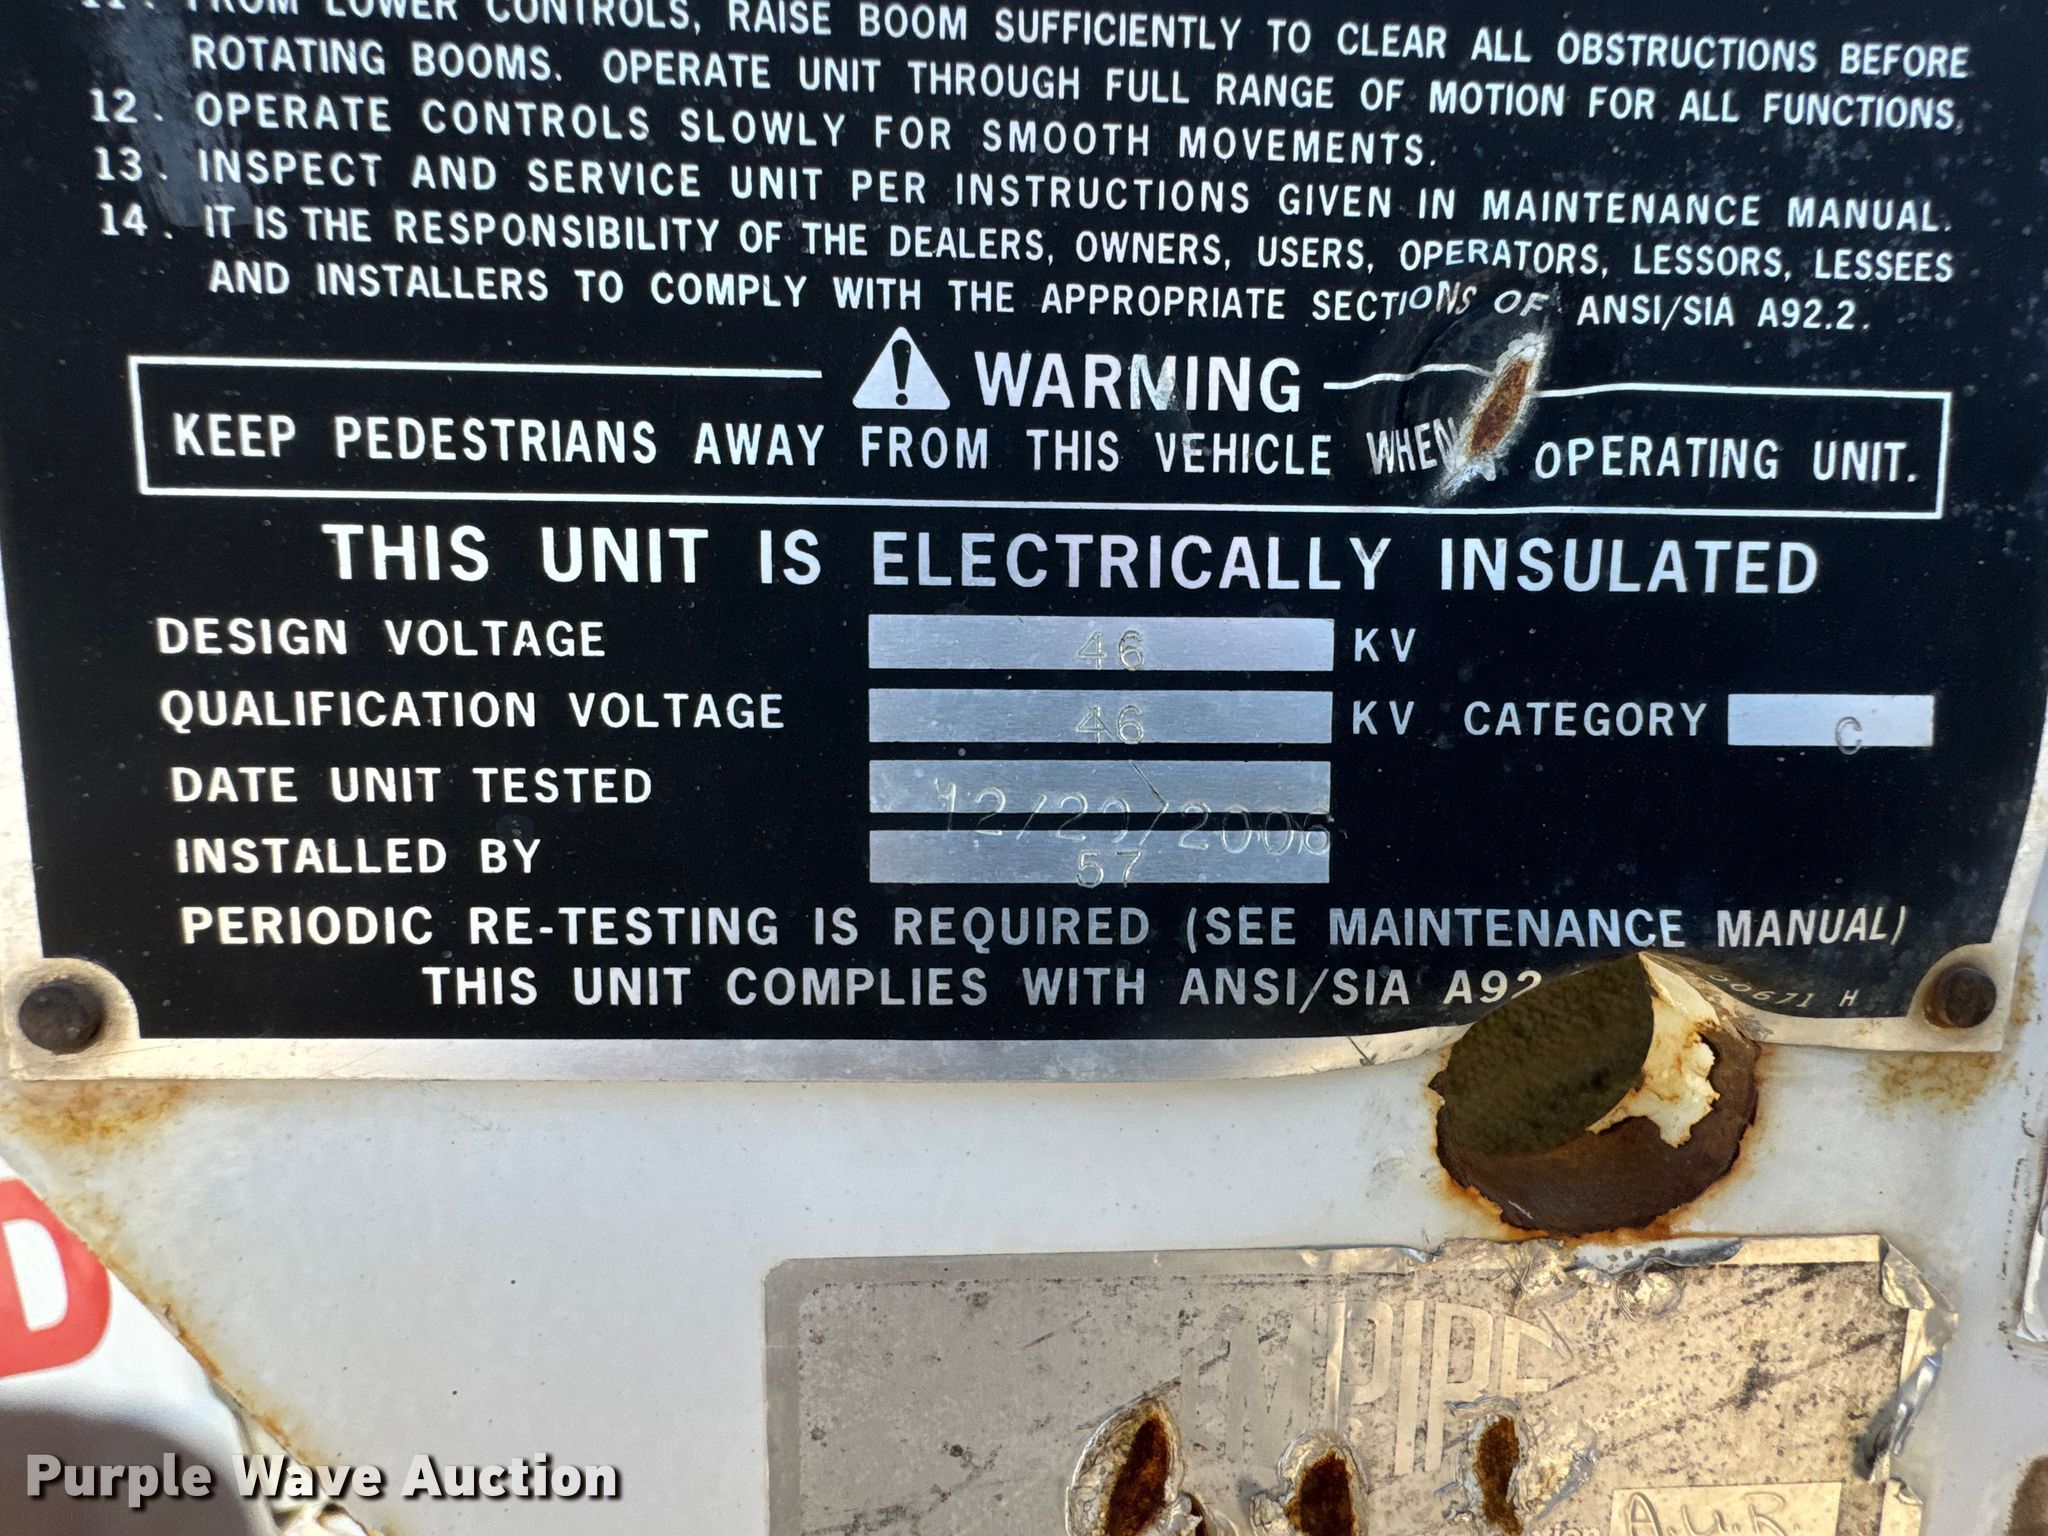 11. FROM LOWER CONTROLS, RAISE BOOM SUFFICIENTLY TO CLEAR ALL OBSTRUCTIONS BEFORE
ROTATING BOOMS. OPERATE UNIT THROUGH FULL RANGE OF MOTION FOR ALL FUNCTIONS.
12. OPERATE CONTROLS SLOWLY FOR SMOOTH MOVEMENTS.
13. INSPECT AND SERVICE UNIT PER INSTRUCTIONS GIVEN IN MAINTENANCE MANUAL.
14. IT IS THE RESPONSIBILITY OF THE DEALERS, OWNERS, USERS, OPERATORS, LESSORS, LESSEES
AND INSTALLERS TO COMPLY WITH THE APPROPRIATE SECTIONS OF ANSI/SIA A92.2.
WARNING
KEEP PEDESTRIANS AWAY FROM THIS VEHICLE WHEN OPERATING UNIT.
THIS UNIT IS ELECTRICALLY INSULATED
DESIGN VOLTAGE 46 KV
QUALIFICATION VOLTAGE 46 KV CATEGORY C
DATE UNIT TESTED 12/20/2006
INSTALLED BY 57
PERIODIC RE-TESTING IS REQUIRED (SEE MAINTENANCE MANUAL)
THIS UNIT COMPLIES WITH ANSI/SIA A92
H
D
EMPIRE
A.U.R.
Purple Wave Auction